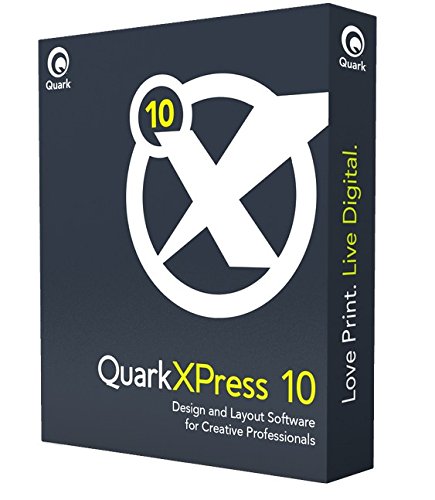 Quark
10
QuarkXPress 10
Design and Layout Software
for Creative Professionals
Quark
Love Print. Live Digital.